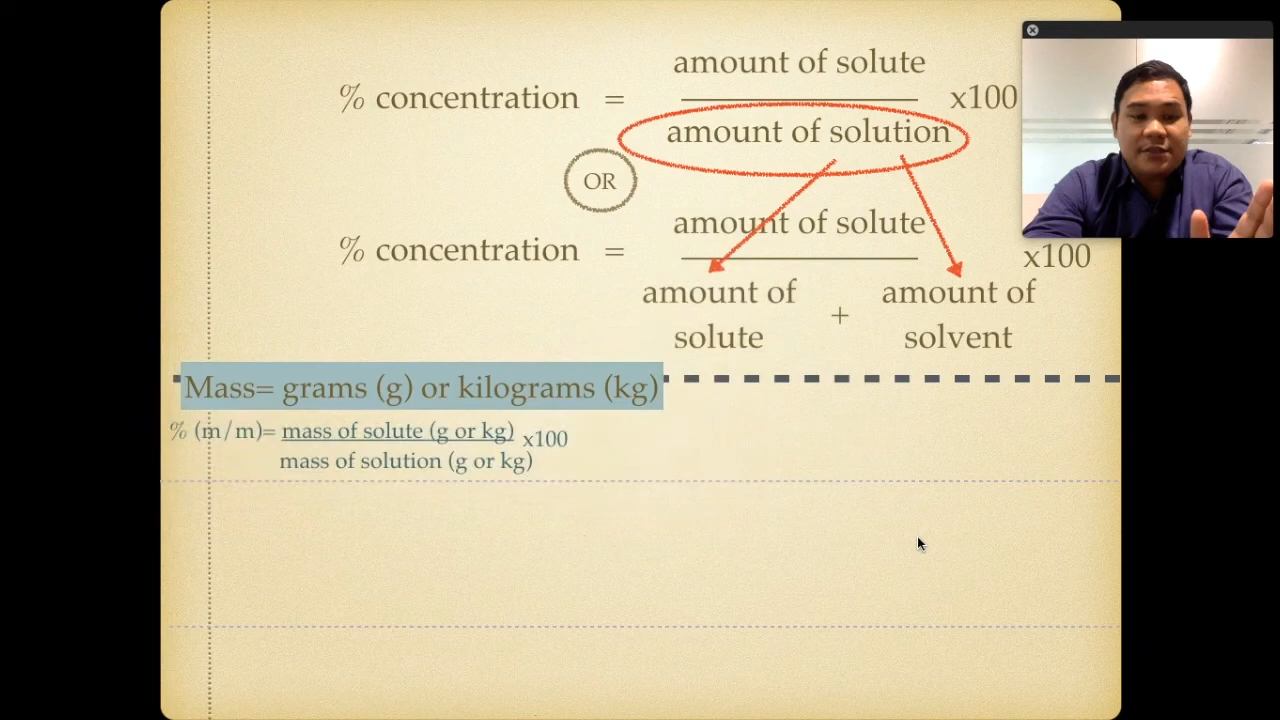 amount of solute
% concentration = x100
amount of solution
OR
amount of solute
% concentration = x100
amount of solute + amount of solvent
Mass= grams (g) or kilograms (kg)
% (m/m)= mass of solute (g or kg) x100
mass of solution (g or kg)